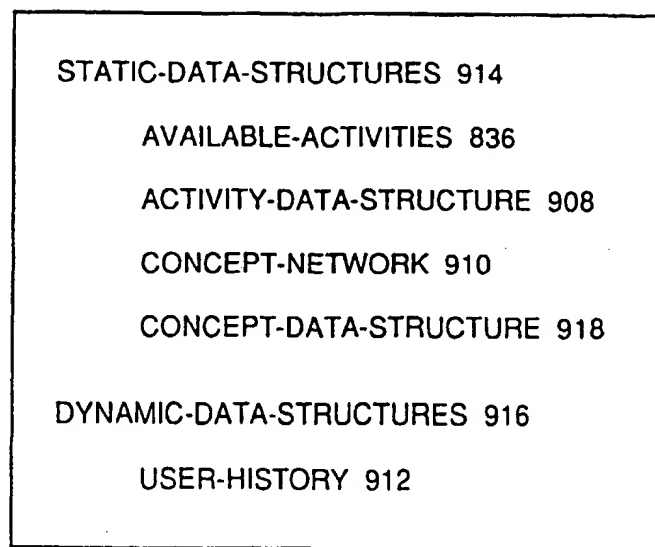 STATIC-DATA-STRUCTURES 914
AVAILABLE-ACTIVITIES 836
ACTIVITY-DATA-STRUCTURE 908
CONCEPT-NETWORK 910
CONCEPT-DATA-STRUCTURE 918
DYNAMIC-DATA-STRUCTURES 916
USER-HISTORY 912